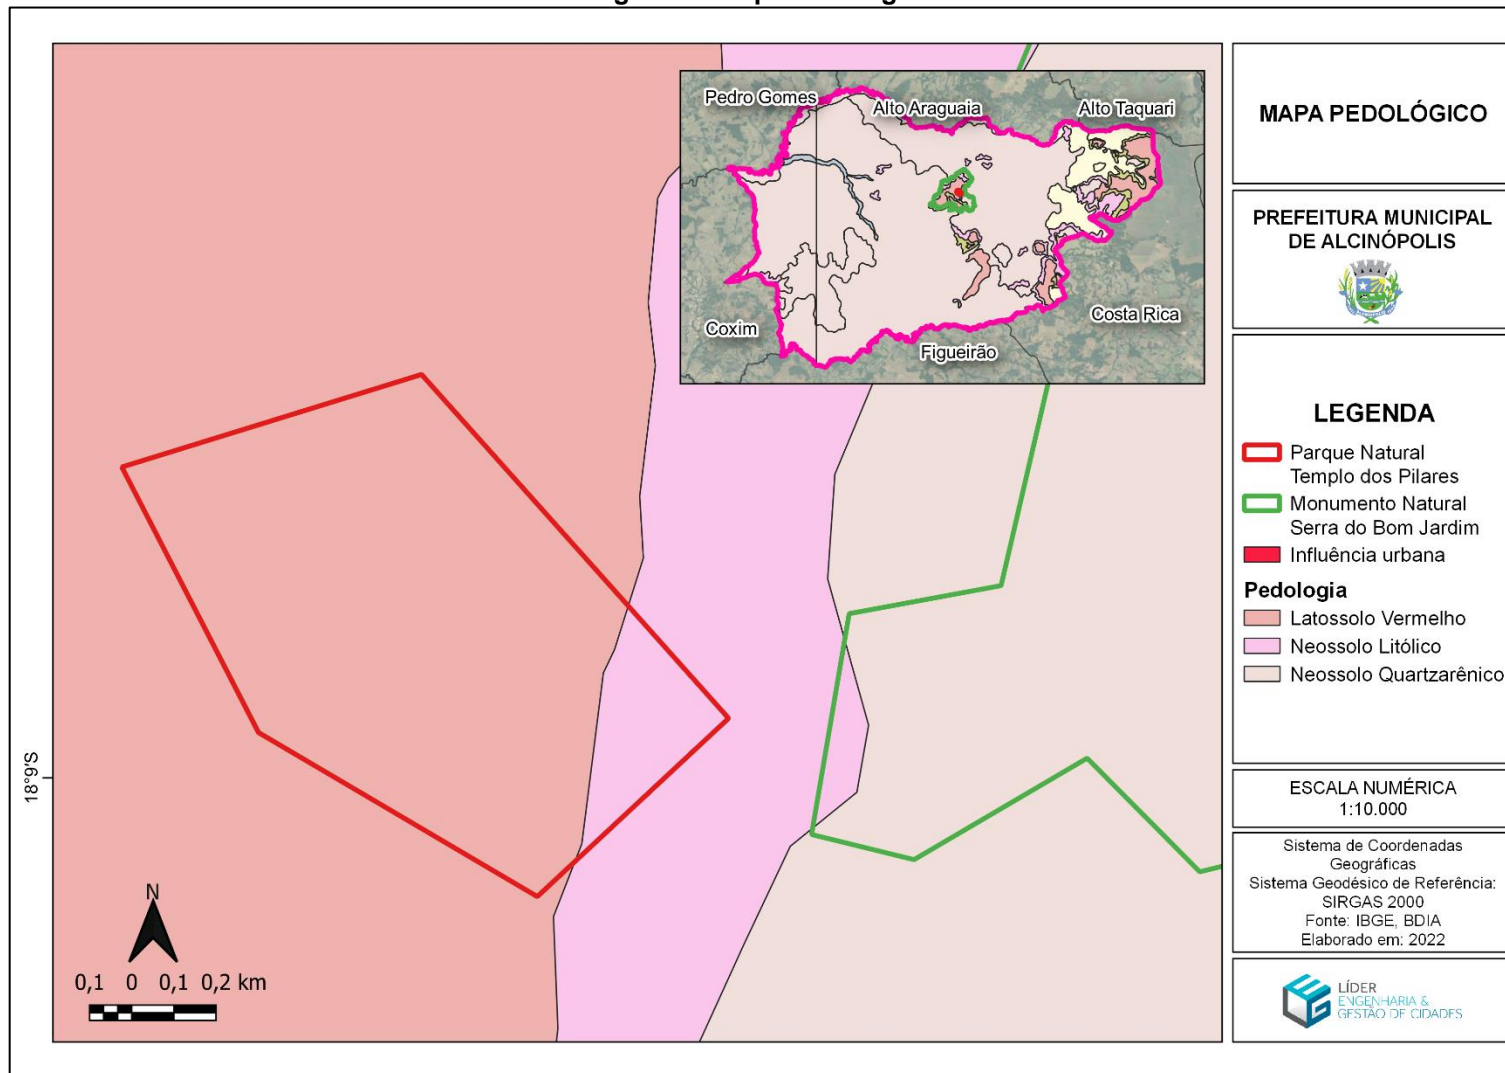 Pedro Gomes
Alto Araguaia
Alto Taquari
Coxim
Figueirão
Costa Rica
18°9'S
N
0,1 0 0,1 0,2 km
MAPA PEDOLÓGICO
PREFEITURA MUNICIPAL
DE ALCINÓPOLIS
LEGENDA
Parque Natural
Templo dos Pilares
Monumento Natural
Serra do Bom Jardim
Influência urbana
Pedologia
Latossolo Vermelho
Neossolo Litólico
Neossolo Quartzarênico
ESCALA NUMÉRICA
1:10.000
Sistema de Coordenadas
Geográficas
Sistema Geodésico de Referência:
SIRGAS 2000
Fonte: IBGE, BDIA
Elaborado em: 2022
LÍDER
ENGENHARIA &
GESTÃO DE CIDADES